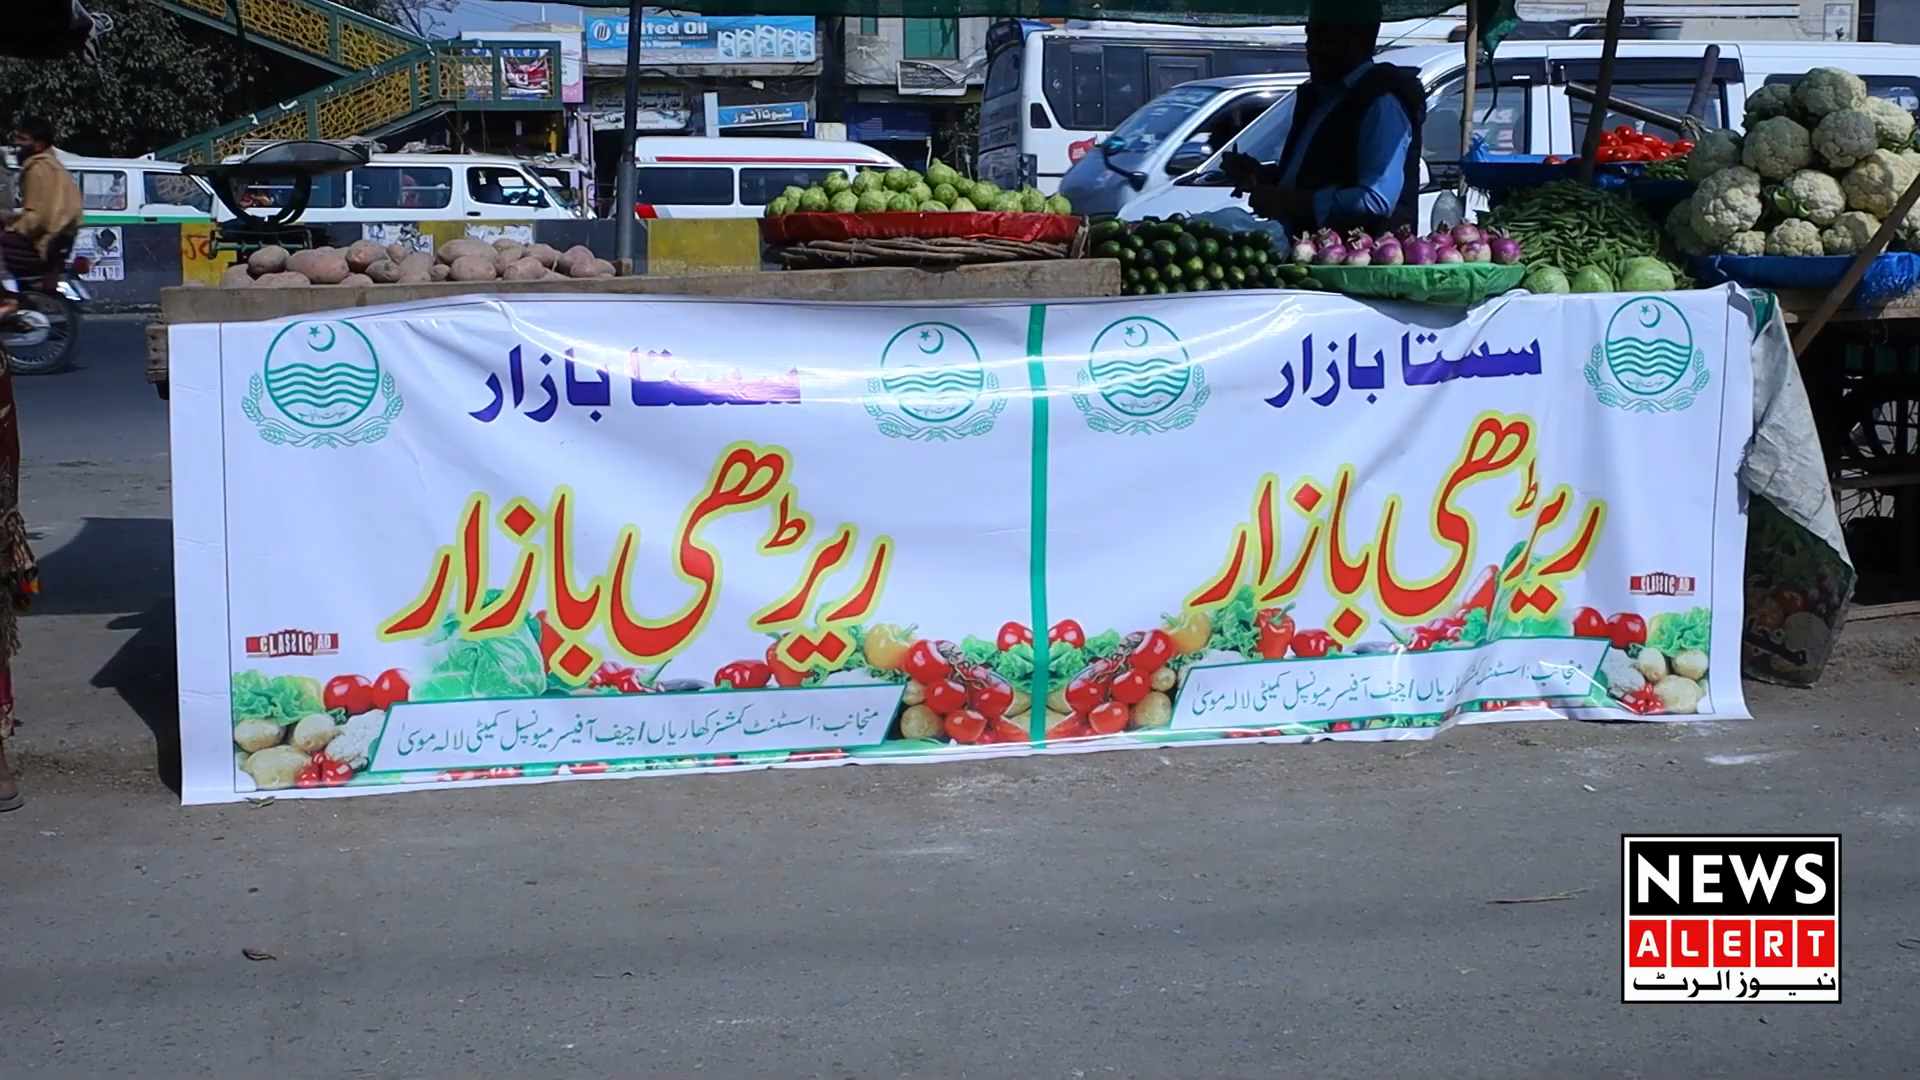 United Oil
سستا بازار
ریڑھی بازار
CLASSIC AD
منجانب: اسسٹنٹ کمشنر کھاریاں / چیف آفیسر میونسپل کمیٹی لالہ موسیٰ
سستا بازار
ریڑھی بازار
CLASSIC AD
منجانب: اسسٹنٹ کمشنر کھاریاں / چیف آفیسر میونسپل کمیٹی لالہ موسیٰ
NEWS
ALERT
نیوز الرٹ